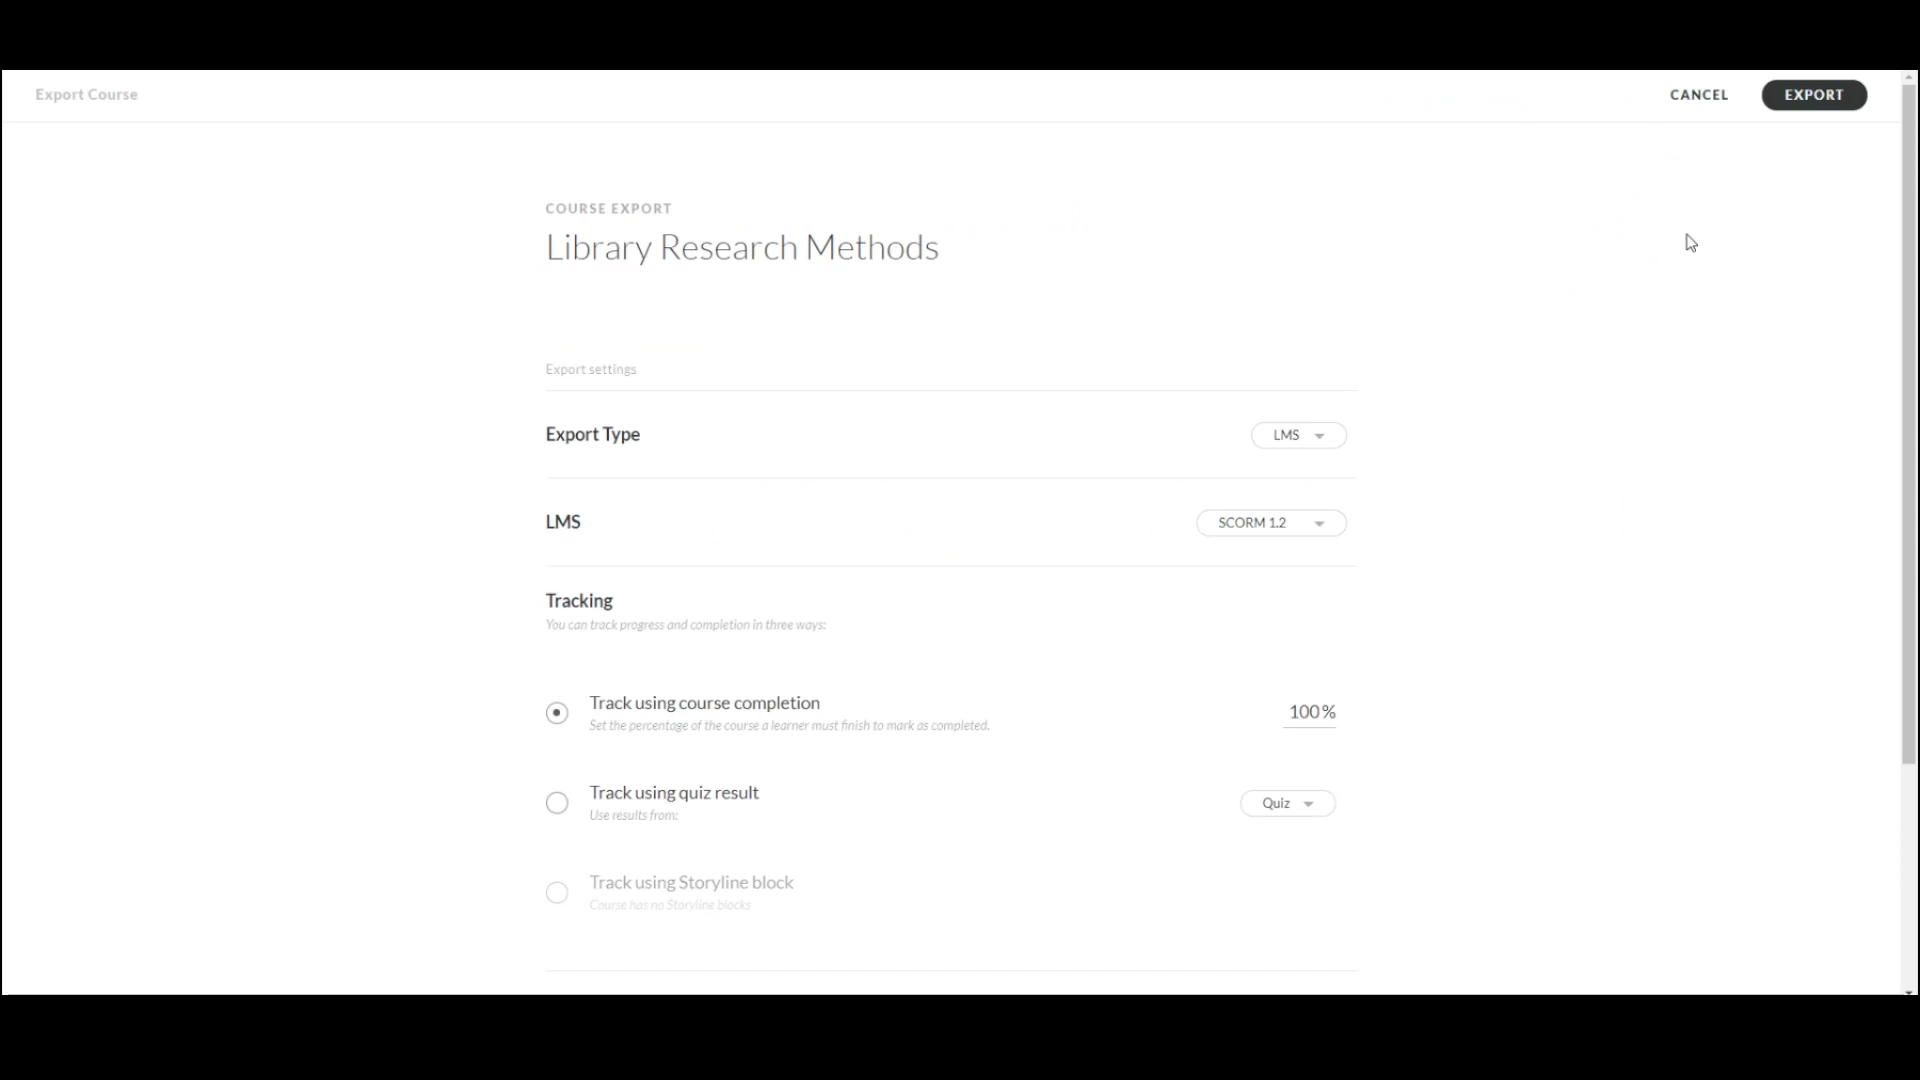 Export Course
CANCEL
EXPORT
COURSE EXPORT
Library Research Methods
Export settings
Export Type
LMS
LMS
SCORM 1.2
Tracking
You can track progress and completion in three ways:
Track using course completion
100%
Set the percentage of the course a learner must finish to mark as completed.
Track using quiz result
Quiz
Use results from:
Track using Storyline block
Course has no Storyline blocks